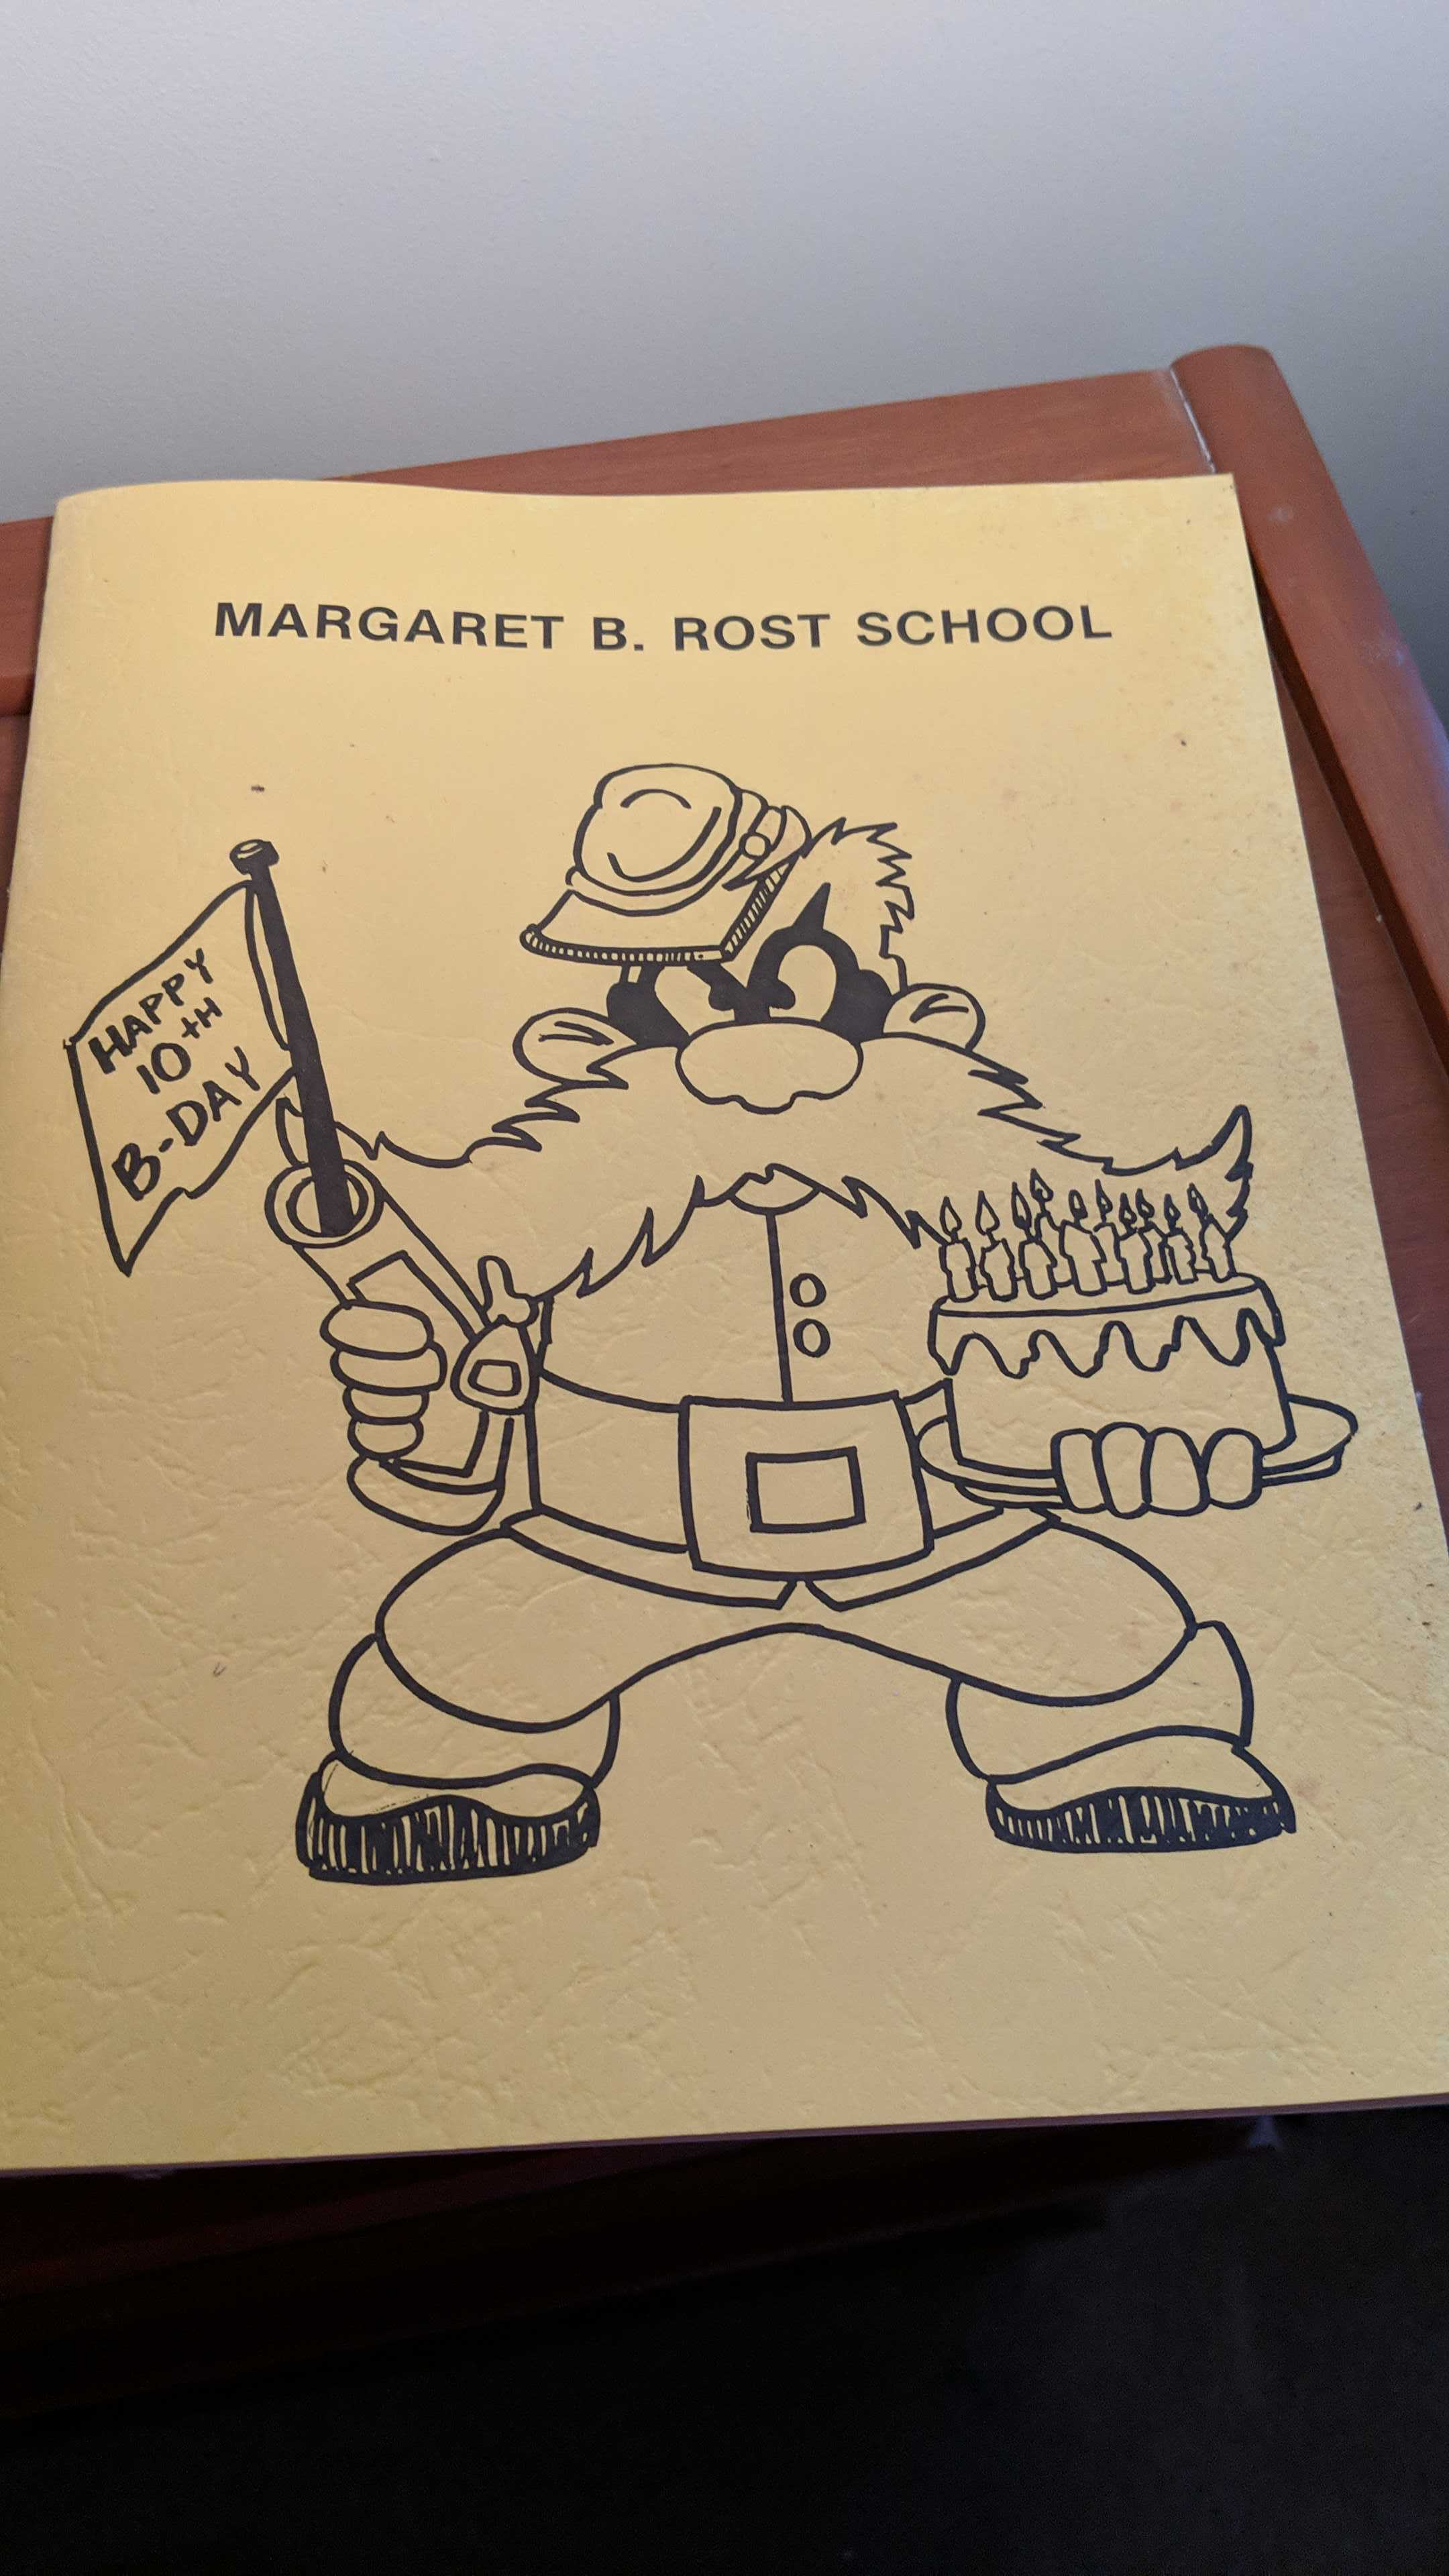 MARGARET B. ROST SCHOOL
HAPPY
10TH
B-DAY